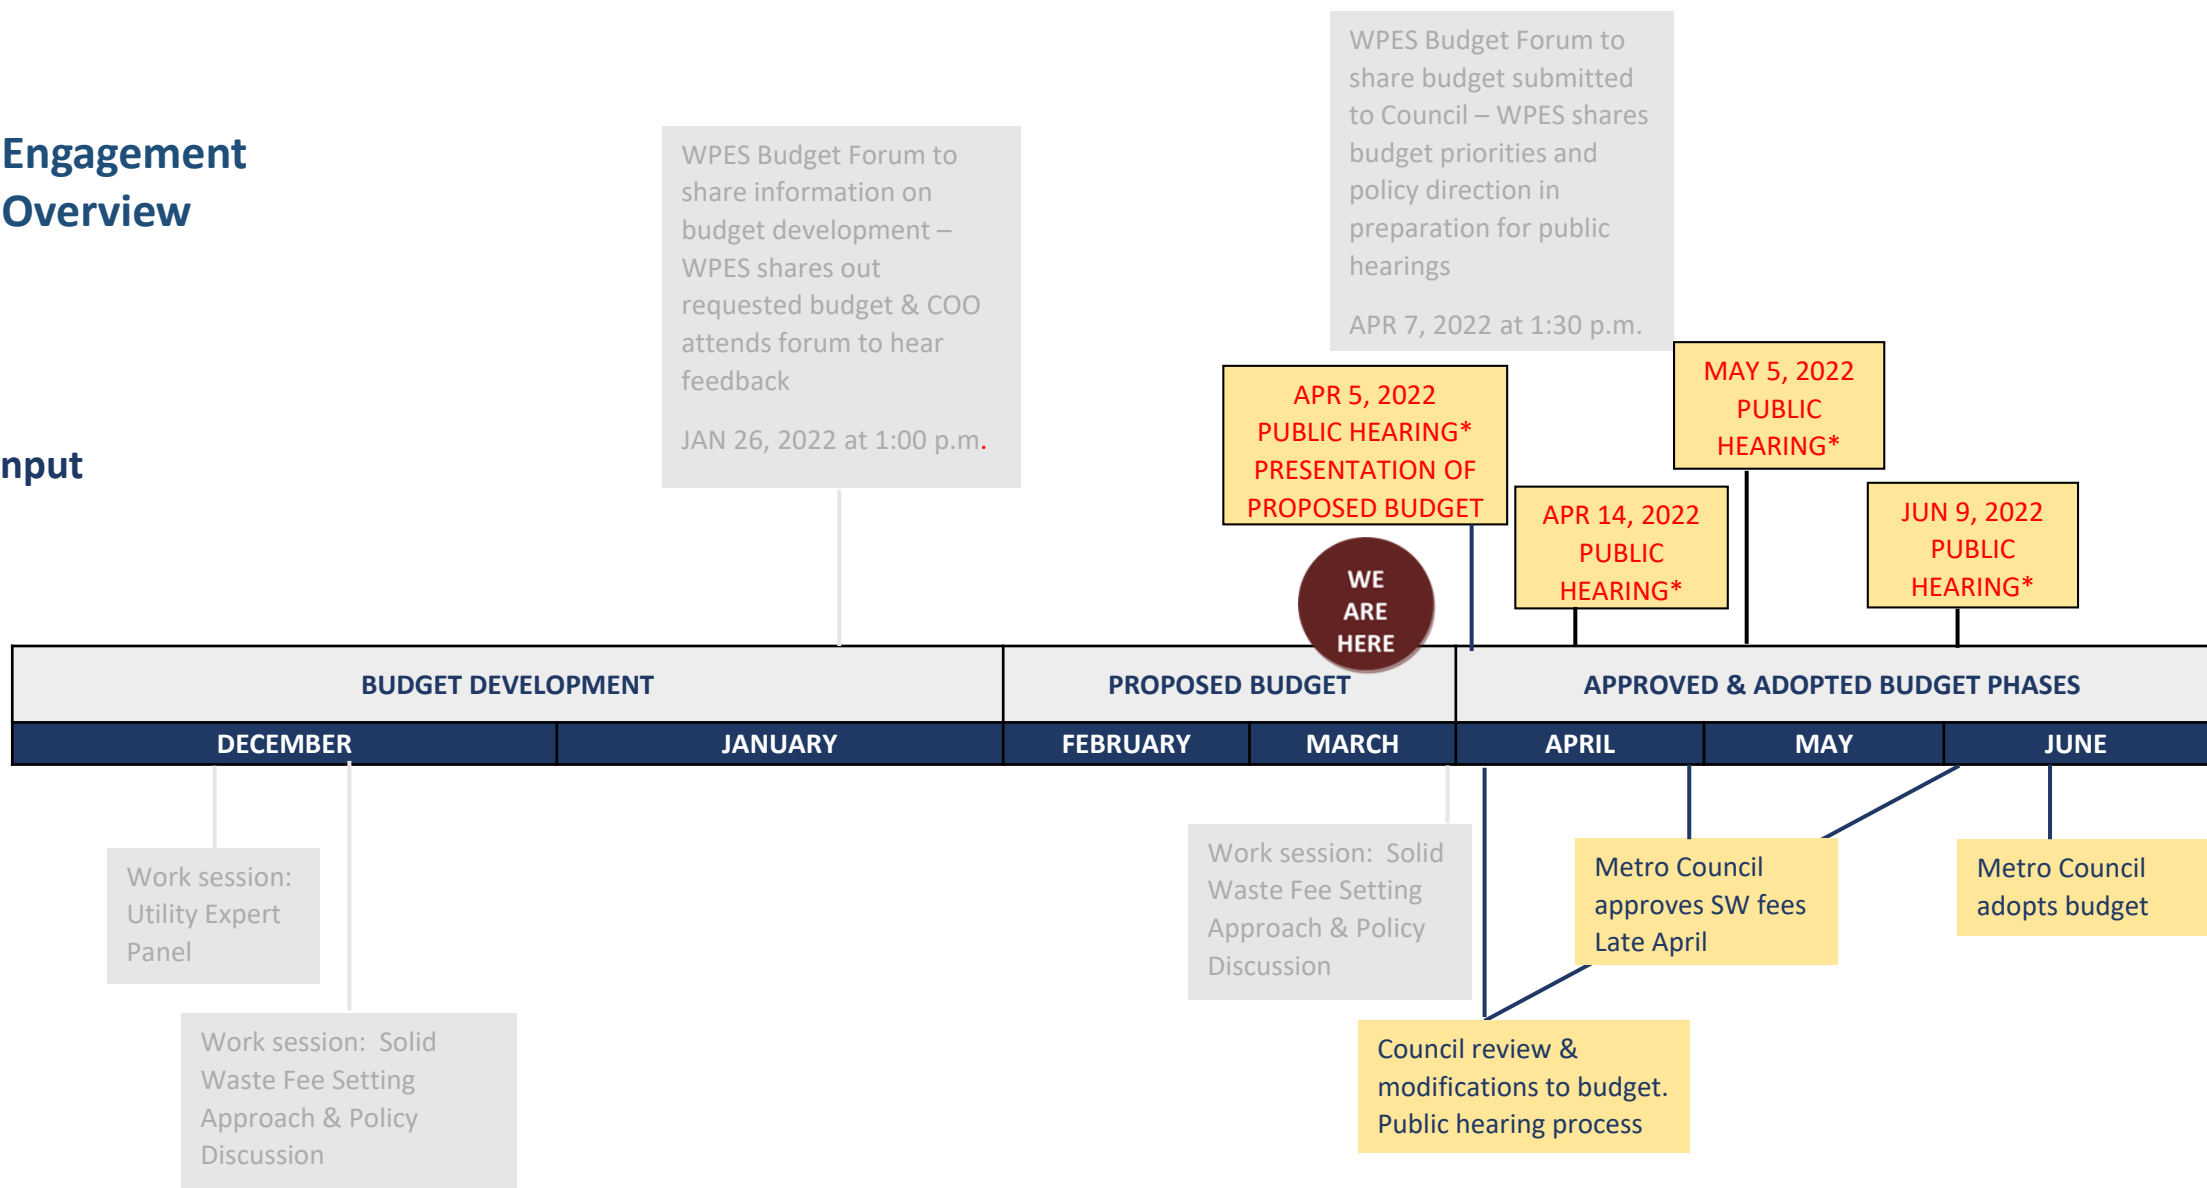 Engagement
Overview
nput
WPES Budget Forum to
share information on
budget development –
WPES shares out
requested budget & COO
attends forum to hear
feedback
JAN 26, 2022 at 1:00 p.m.
WPES Budget Forum to
share budget submitted
to Council – WPES shares
budget priorities and
policy direction in
preparation for public
hearings
APR 7, 2022 at 1:30 p.m.
APR 5, 2022
PUBLIC HEARING*
PRESENTATION OF
PROPOSED BUDGET
APR 14, 2022
PUBLIC
HEARING*
MAY 5, 2022
PUBLIC
HEARING*
JUN 9, 2022
PUBLIC
HEARING*
WE
ARE
HERE
BUDGET DEVELOPMENT
PROPOSED BUDGET
APPROVED & ADOPTED BUDGET PHASES
DECEMBER
JANUARY
FEBRUARY
MARCH
APRIL
MAY
JUNE
Work session:
Utility Expert
Panel
Work session:  Solid
Waste Fee Setting
Approach & Policy
Discussion
Work session:  Solid
Waste Fee Setting
Approach & Policy
Discussion
Council review &
modifications to budget.
Public hearing process
Metro Council
approves SW fees
Late April
Metro Council
adopts budget